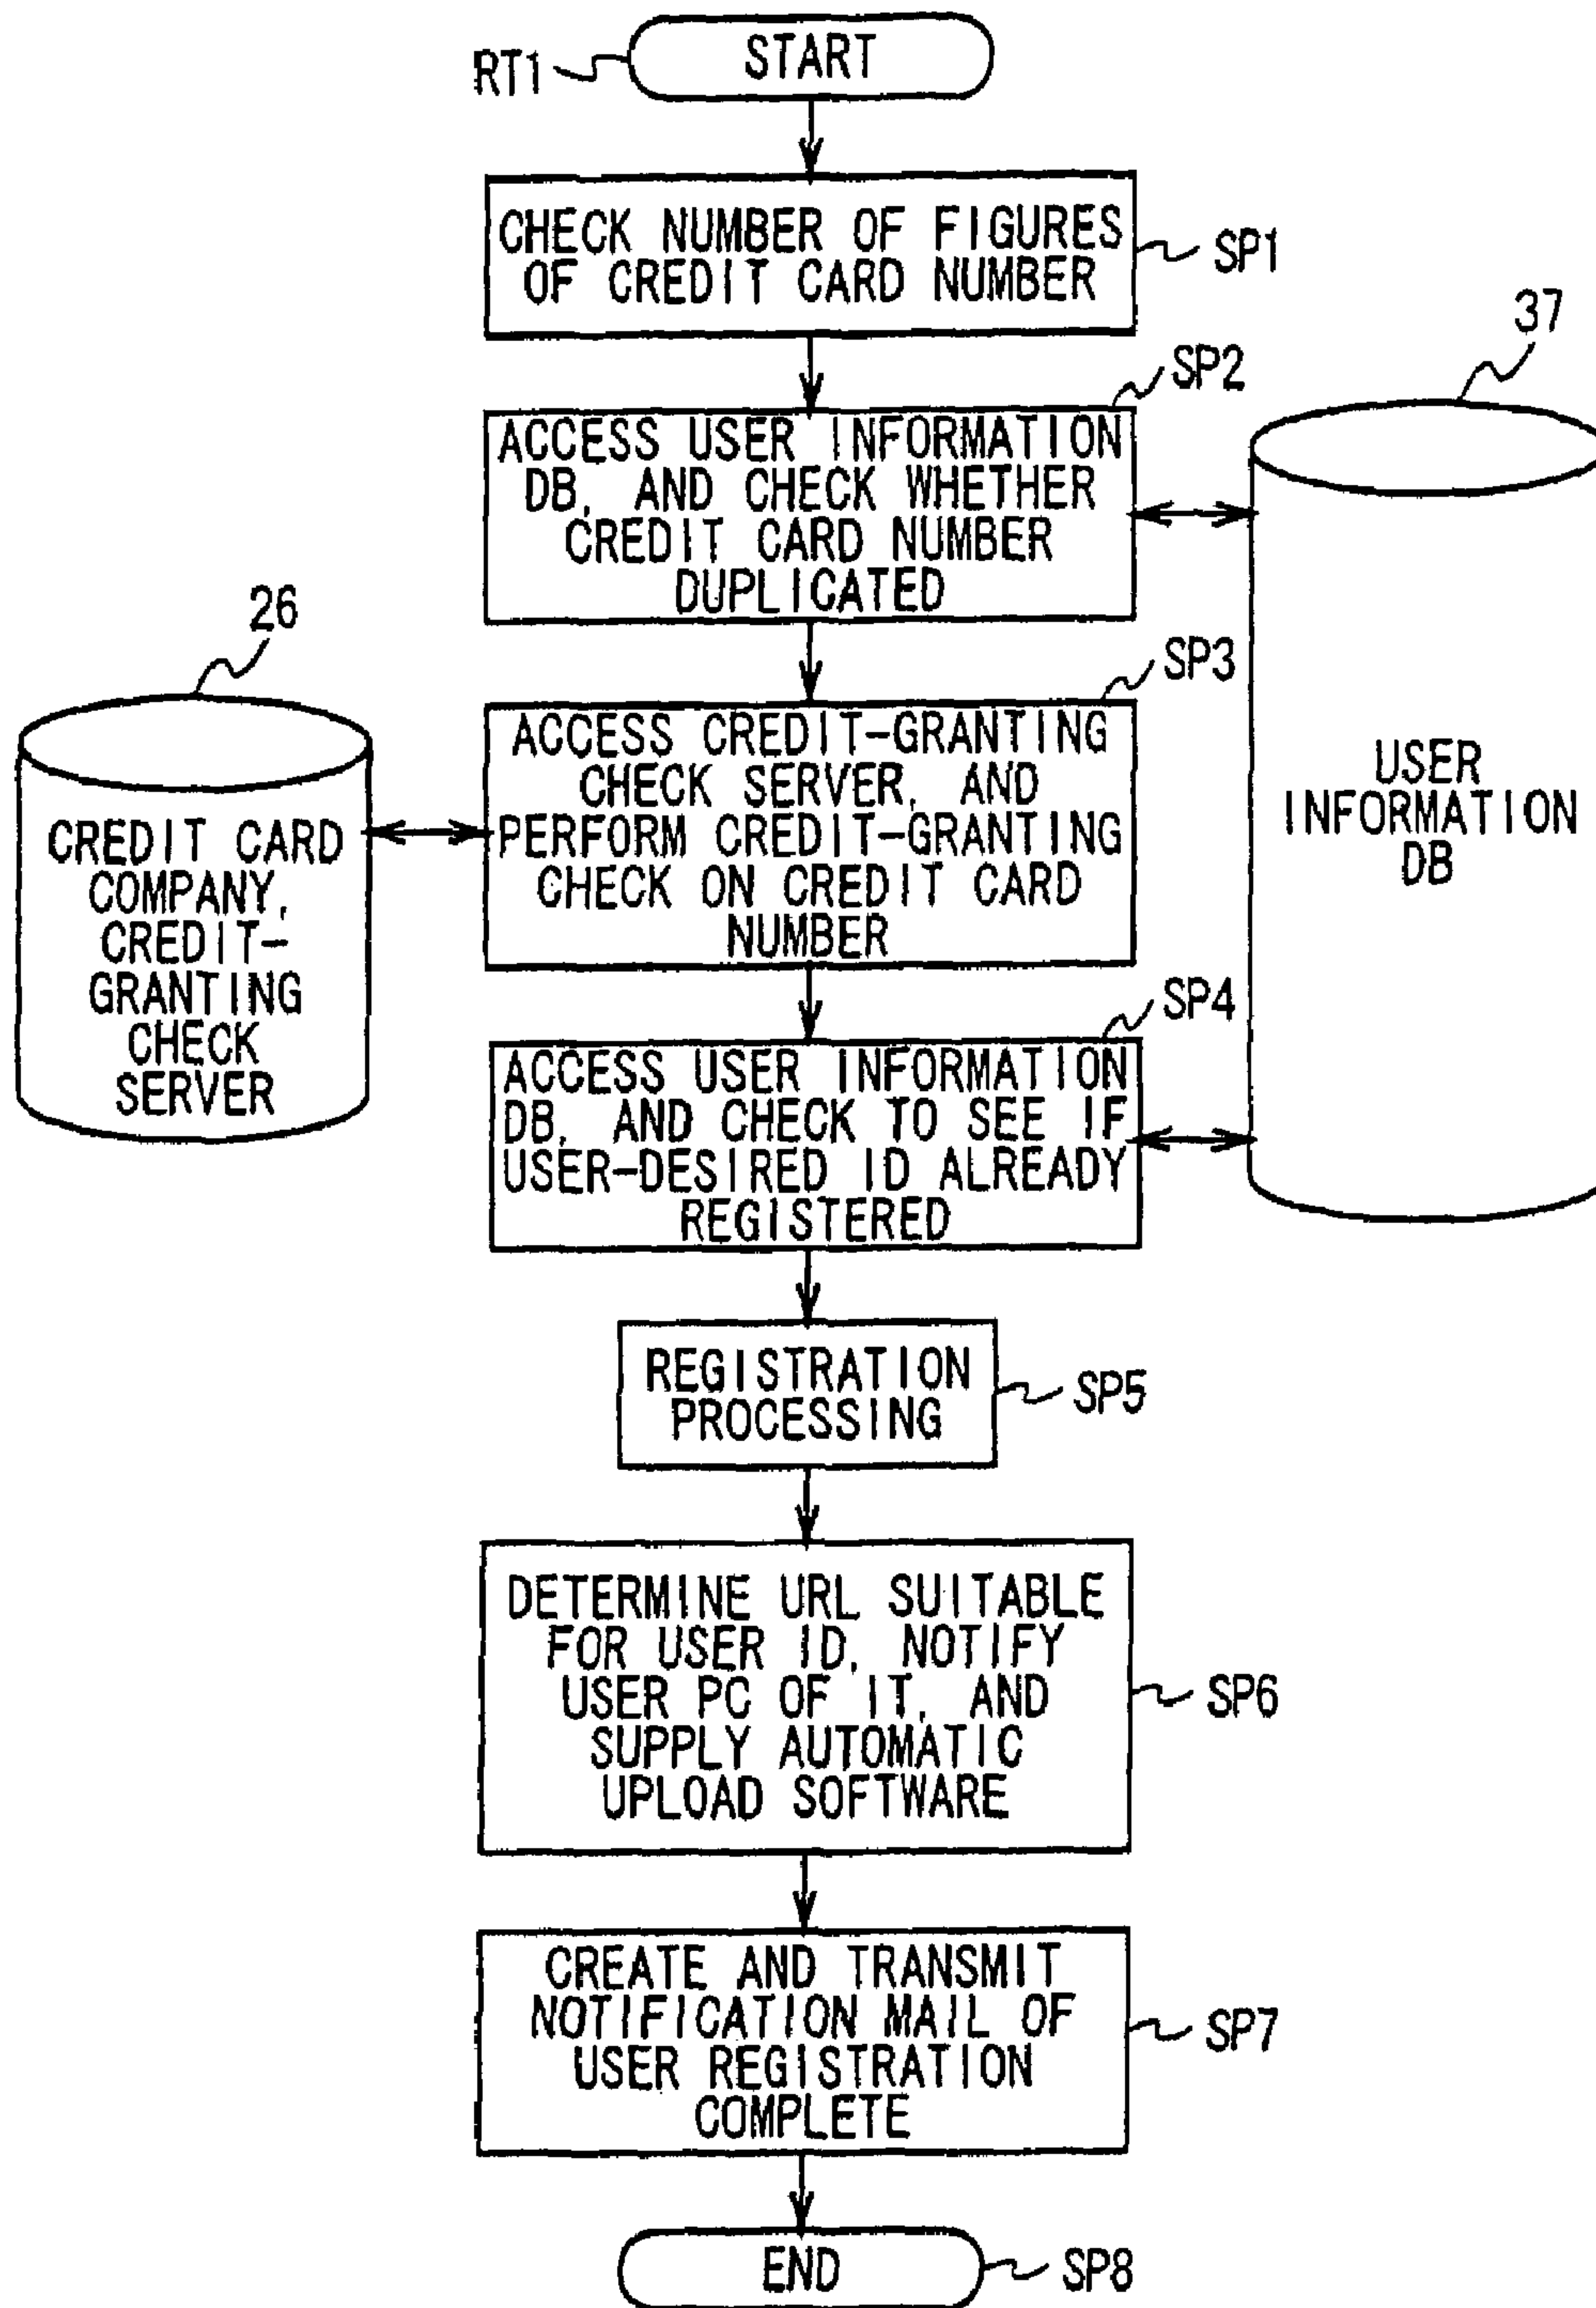 RT1
START
CHECK NUMBER OF FIGURES
OF CREDIT CARD NUMBER
SP1
37
SP2
ACCESS USER INFORMATION
DB, AND CHECK WHETHER
CREDIT CARD NUMBER
DUPLICATED
26
SP3
ACCESS CREDIT-GRANTING
CHECK SERVER, AND
PERFORM CREDIT-GRANTING
CHECK ON CREDIT CARD
NUMBER
USER
INFORMATION
DB
CREDIT CARD
COMPANY,
CREDIT-
GRANTING
CHECK
SERVER
SP4
ACCESS USER INFORMATION
DB, AND CHECK TO SEE IF
USER-DESIRED ID ALREADY
REGISTERED
REGISTRATION
PROCESSING
SP5
DETERMINE URL SUITABLE
FOR USER ID, NOTIFY
USER PC OF IT, AND
SUPPLY AUTOMATIC
UPLOAD SOFTWARE
SP6
CREATE AND TRANSMIT
NOTIFICATION MAIL OF
USER REGISTRATION
COMPLETE
SP7
END
SP8